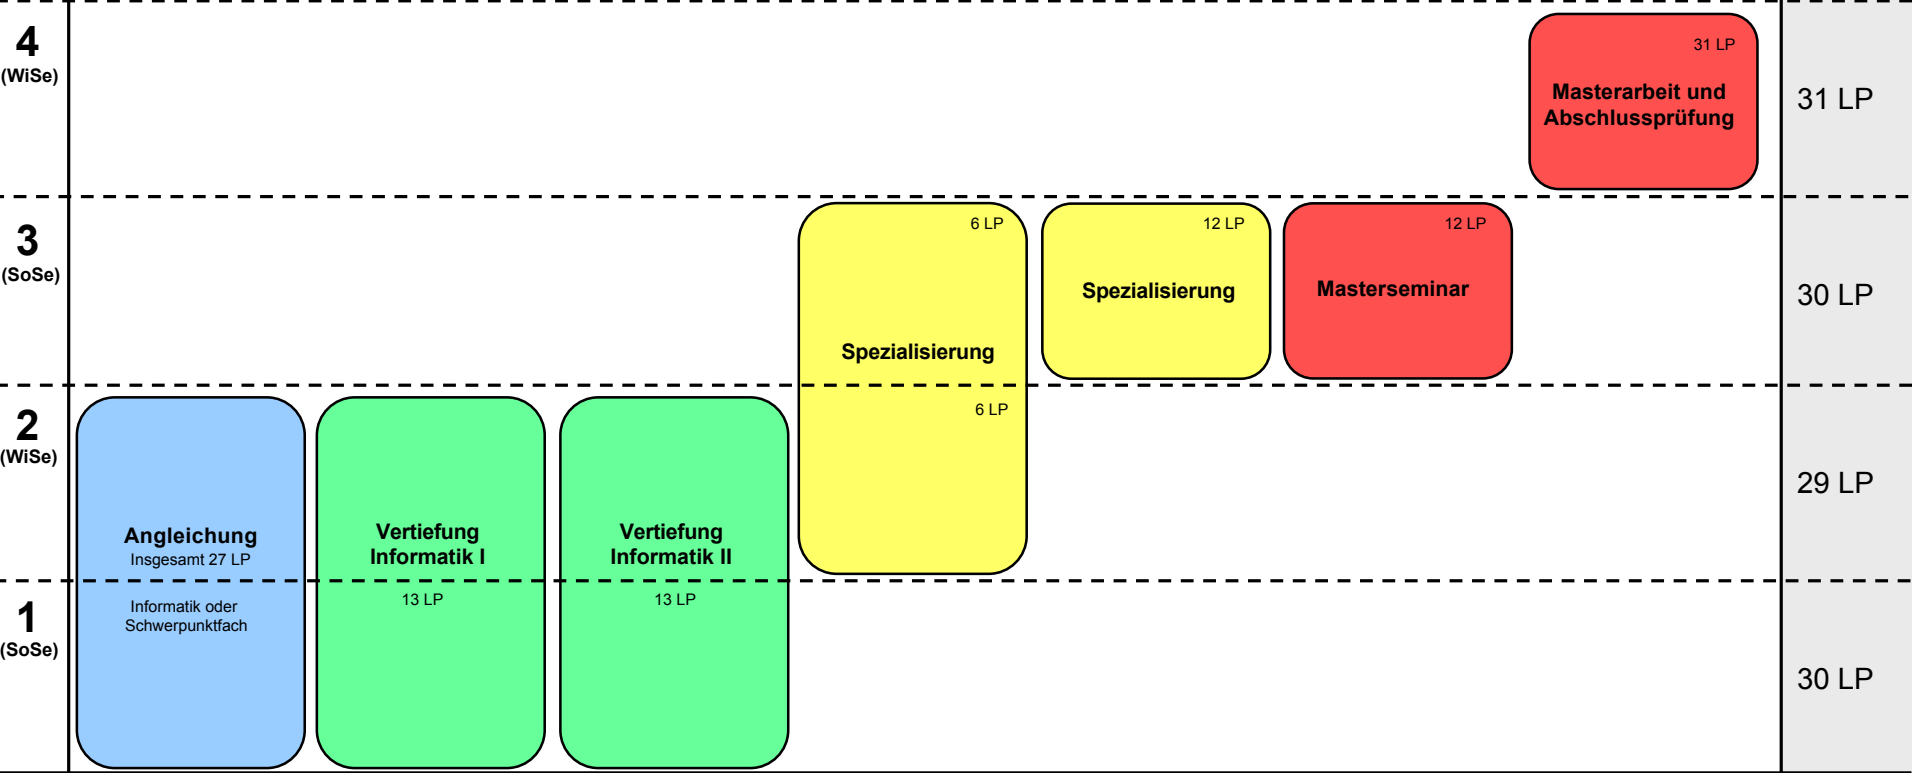 4
(WiSe)
31 LP
Masterarbeit und
Abschlussprüfung
31 LP
3
(SoSe)
6 LP
Spezialisierung
12 LP
Spezialisierung
12 LP
Masterseminar
30 LP
2
(WiSe)
6 LP
29 LP
Angleichung
Insgesamt 27 LP
Informatik oder
Schwerpunktfach
Vertiefung
Informatik I
13 LP
Vertiefung
Informatik II
13 LP
1
(SoSe)
30 LP